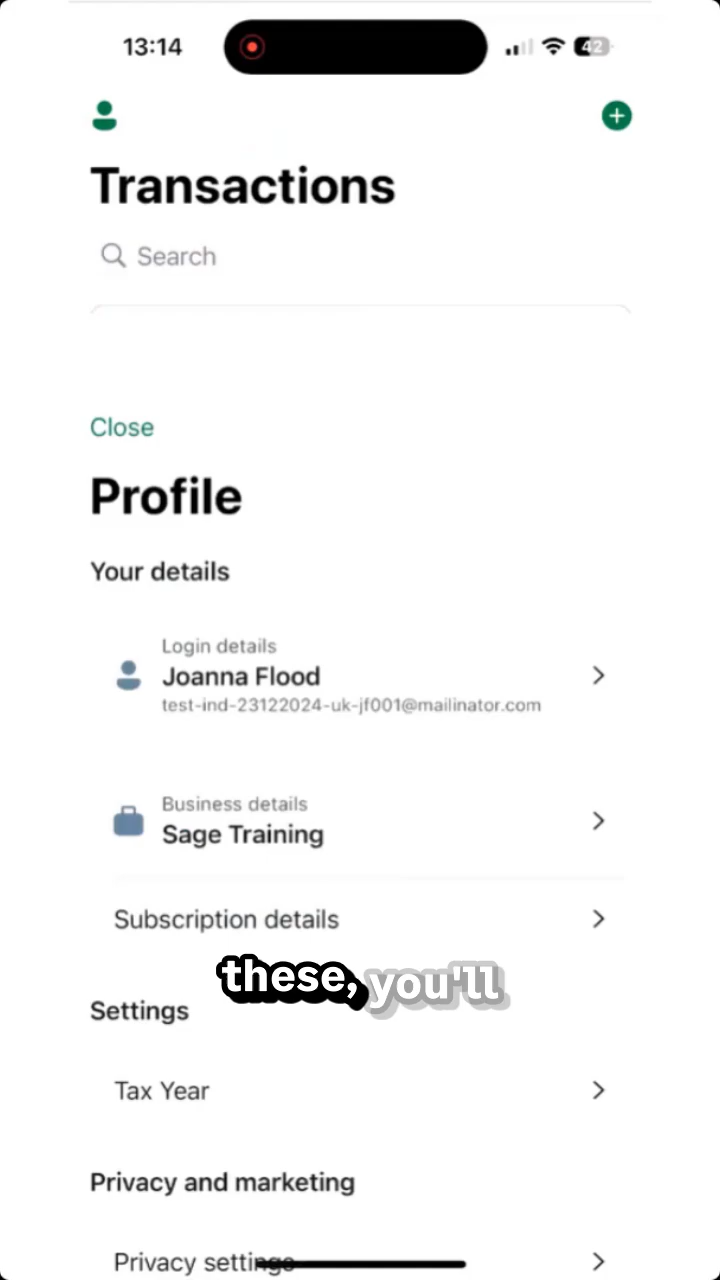 13:14
42
Transactions
Search
Close
Profile
Your details
Login details
Joanna Flood
test-ind-23122024-uk-jf001@mailinator.com
Business details
Sage Training
Subscription details
these, you'll
Settings
Tax Year
Privacy and marketing
Privacy settings